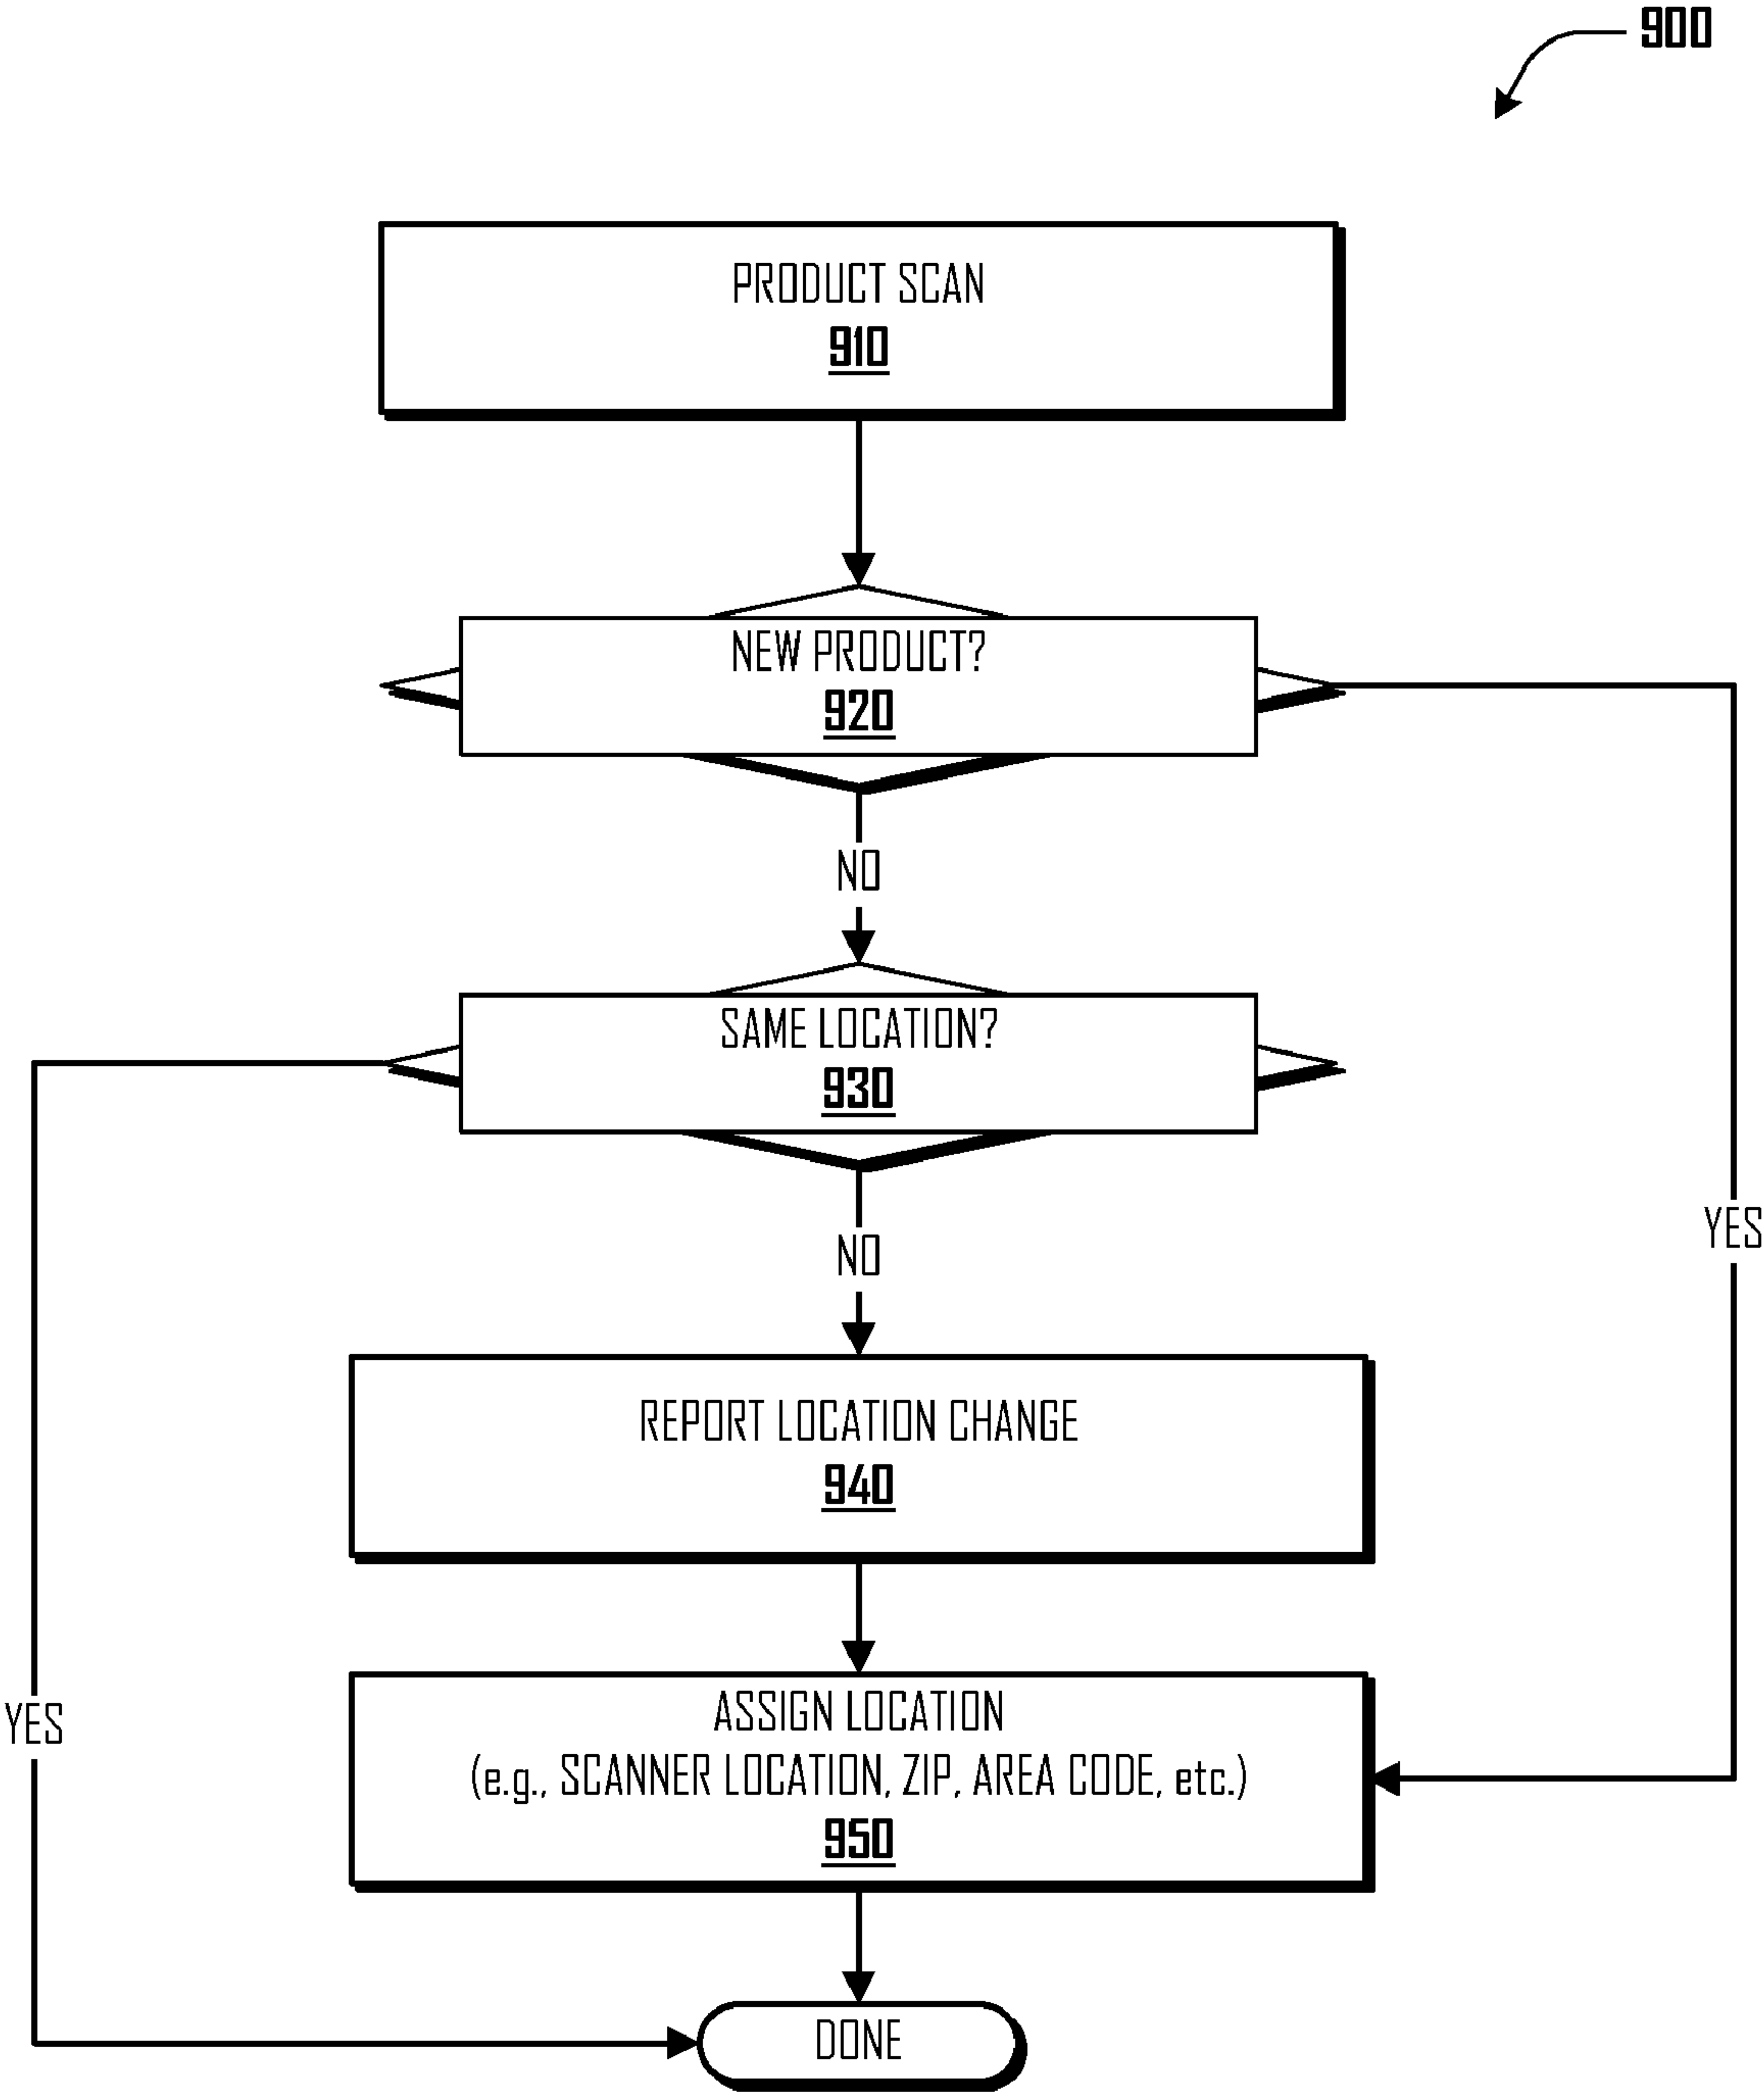 900
PRODUCT SCAN
910
NEW PRODUCT?
920
NO
SAME LOCATION?
930
NO
YES
REPORT LOCATION CHANGE
940
YES
ASSIGN LOCATION
(e.g., SCANNER LOCATION, ZIP, AREA CODE, etc.)
950
DONE